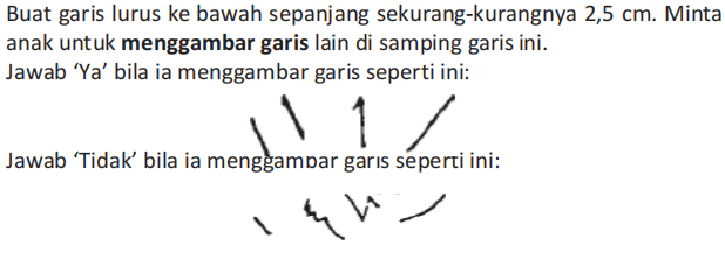 Buat garis lurus ke bawah sepanjang sekurang-kurangnya 2,5 cm. Minta
anak untuk menggambar garis lain di samping garis ini.
Jawab ‘Ya’ bila ia menggambar garis seperti ini:
Jawab ‘Tidak’ bila ia menggambar garis seperti ini: